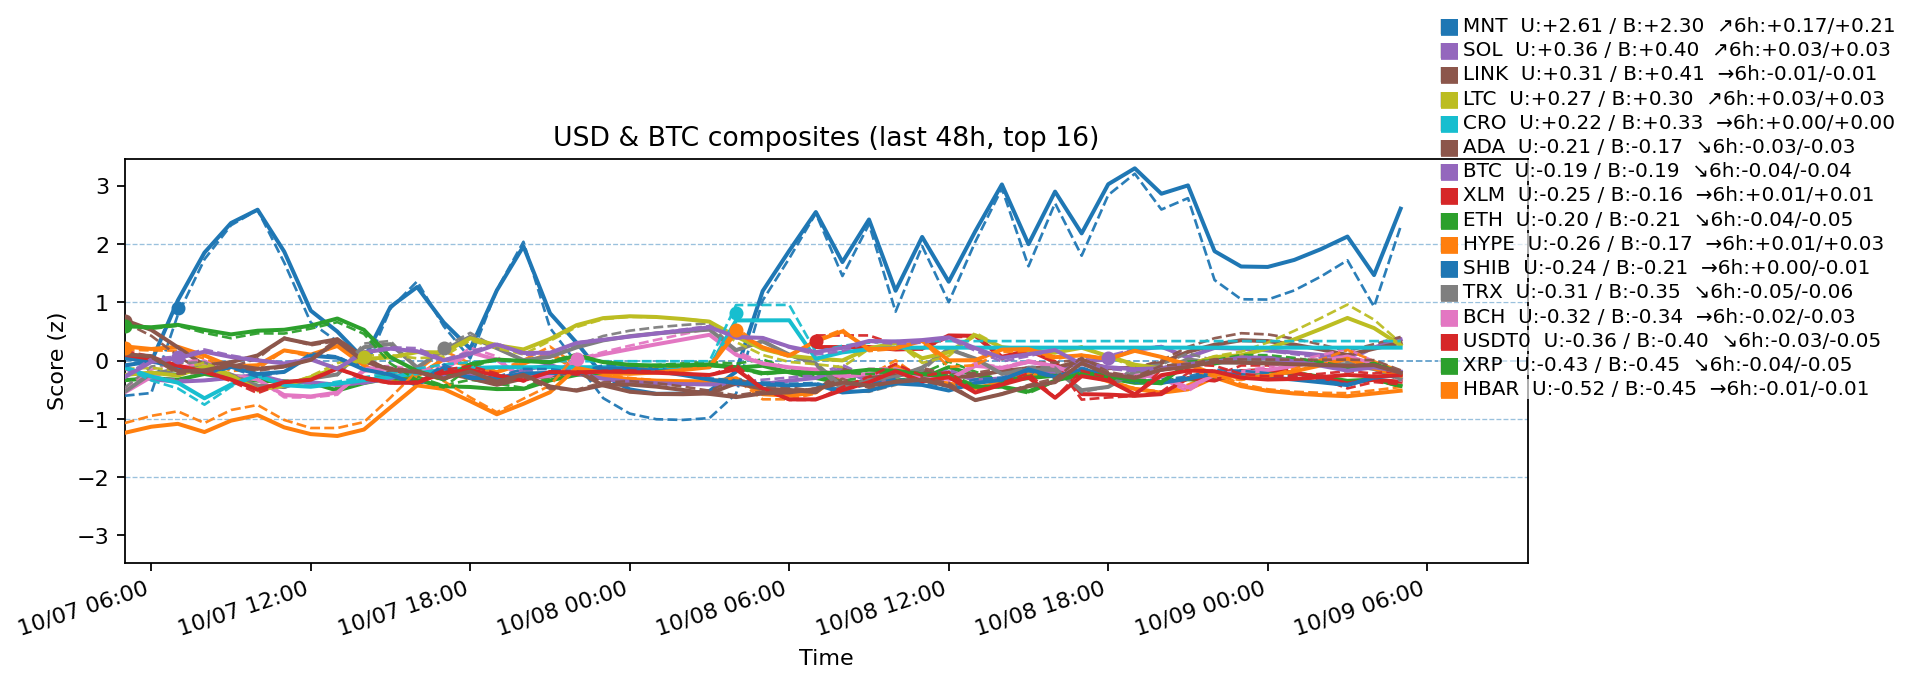 MNT U:+2.61 / B:+2.30 ↗6h:+0.17/+0.21
SOL U:+0.36 / B:+0.40 ↗6h:+0.03/+0.03
LINK U:+0.31 / B:+0.41 →6h:-0.01/-0.01
LTC U:+0.27 / B:+0.30 ↗6h:+0.03/+0.03
CRO U:+0.22 / B:+0.33 →6h:+0.00/+0.00
ADA U:-0.21 / B:-0.17 ↘6h:-0.03/-0.03
BTC U:-0.19 / B:-0.19 ↘6h:-0.04/-0.04
XLM U:-0.25 / B:-0.16 →6h:+0.01/+0.01
ETH U:-0.20 / B:-0.21 ↘6h:-0.04/-0.05
HYPE U:-0.26 / B:-0.17 →6h:+0.01/+0.03
SHIB U:-0.24 / B:-0.21 →6h:+0.00/-0.01
TRX U:-0.31 / B:-0.35 ↘6h:-0.05/-0.06
BCH U:-0.32 / B:-0.34 →6h:-0.02/-0.03
USDT0 U:-0.36 / B:-0.40 ↘6h:-0.03/-0.05
XRP U:-0.43 / B:-0.45 ↘6h:-0.04/-0.05
HBAR U:-0.52 / B:-0.45 →6h:-0.01/-0.01
USD & BTC composites (last 48h, top 16)
Score (z)
3
2
1
0
−1
−2
−3
10/07 06:00
10/07 12:00
10/07 18:00
10/08 00:00
10/08 06:00
10/08 12:00
10/08 18:00
10/09 00:00
10/09 06:00
Time